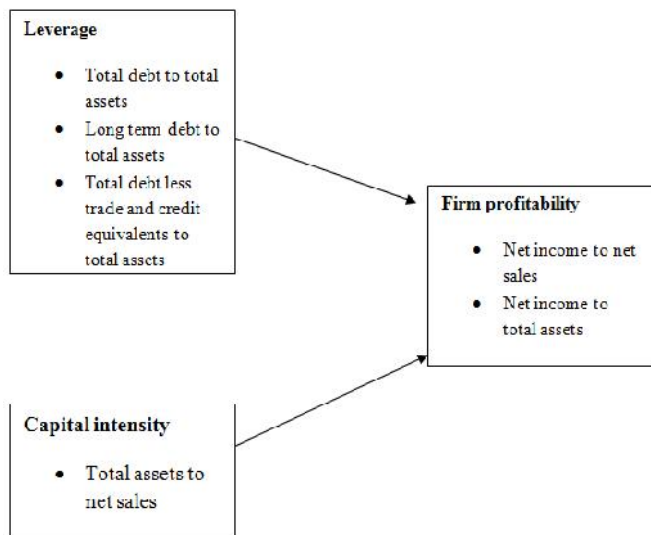 Leverage
• Total debt to total
assets
• Long term debt to
total assets
• Total debt less
trade and credit
equivalents to
total assets
Firm profitability
• Net income to net
sales
• Net income to
total assets
Capital intensity
• Total assets to
net sales